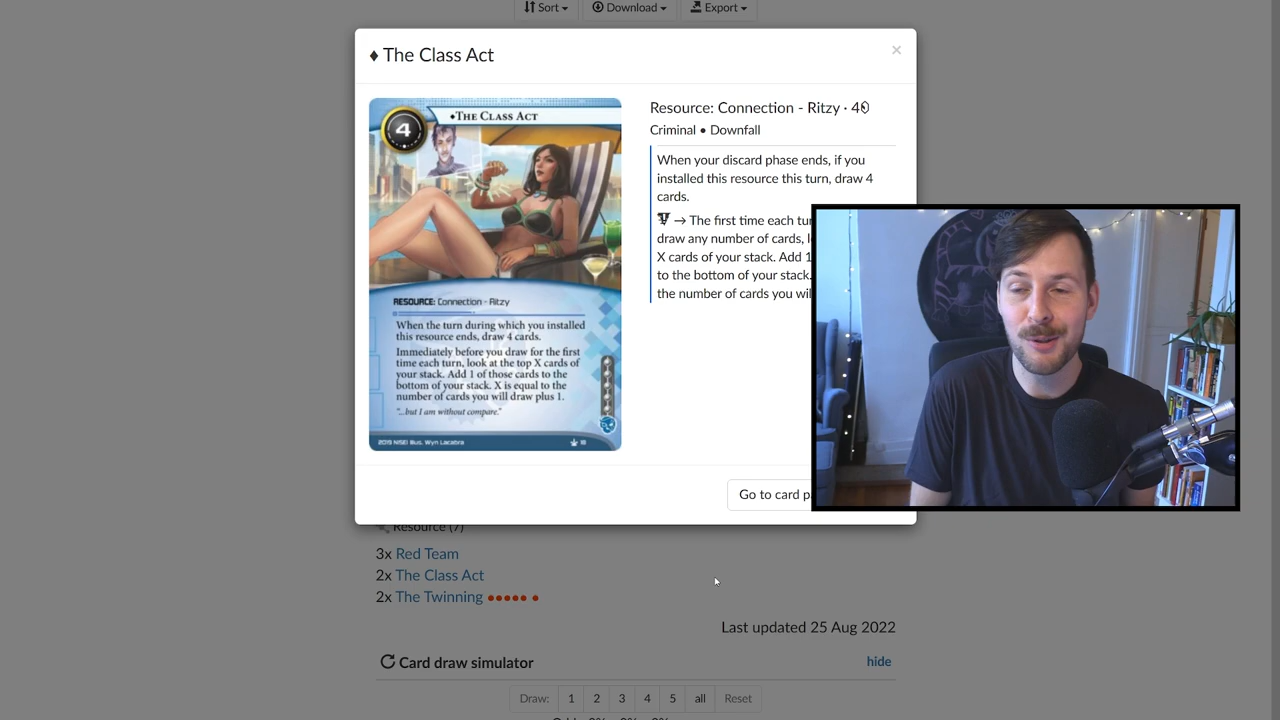 Sort
Download
Export
♦ The Class Act
×
4
♦THE CLASS ACT
RESOURCE: Connection - Ritzy
When the turn during which you installed
this resource ends, draw 4 cards.
Immediately before you draw for the first
time each turn, look at the top X cards of
your stack. Add 1 of those cards to the
bottom of your stack. X is equal to the
number of cards you will draw plus 1.
"...but I am without compare."
2019 NISEI Illus. Wyn Lacabra
Resource: Connection - Ritzy · 4
Criminal • Downfall
When your discard phase ends, if you
installed this resource this turn, draw 4
cards.
→ The first time each
draw any number of cards,
X cards of your stack. Add 1
to the bottom of your stack.
the number of cards you
Go to card
Resource (7)
3x Red Team
2x The Class Act
2x The Twinning
Last updated 25 Aug 2022
Card draw simulator
hide
Draw: 1 2 3 4 5 all Reset